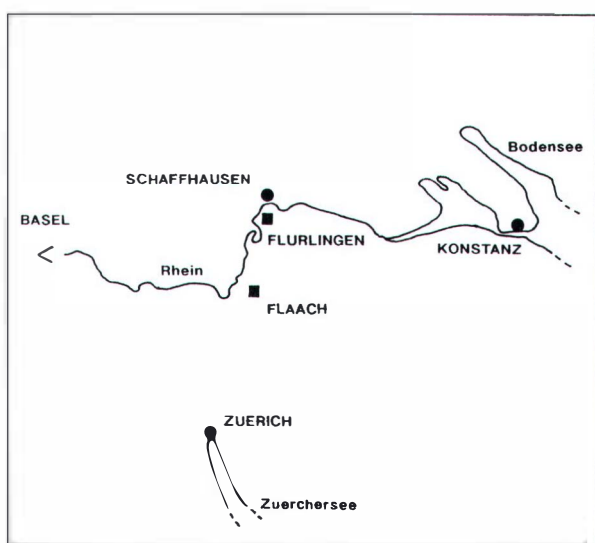 Bodensee
SCHAFFHAUSEN
BASEL
FLURLINGEN
KONSTANZ
Rhein
FLAACH
ZUERICH
Zuerchersee